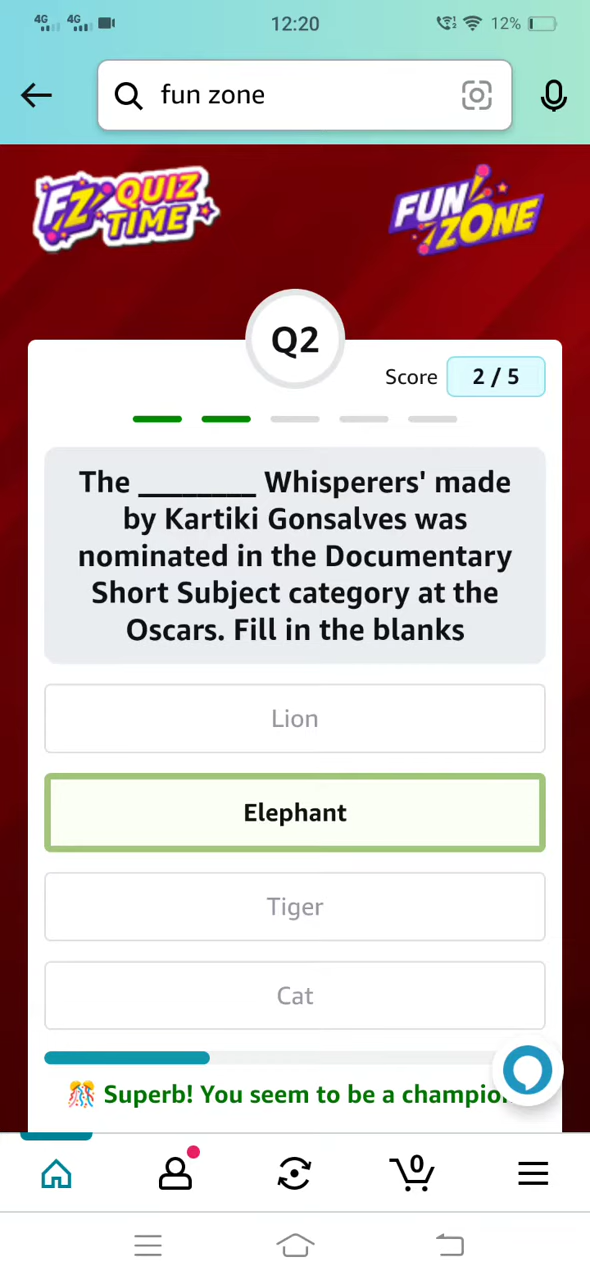 4G 4G 12:20 12%
fun zone
FZ QUIZ TIME
FUN ZONE
Q2
Score 2 / 5
The ________ Whisperers' made
by Kartiki Gonsalves was
nominated in the Documentary
Short Subject category at the
Oscars. Fill in the blanks
Lion
Elephant
Tiger
Cat
Superb! You seem to be a champio
0